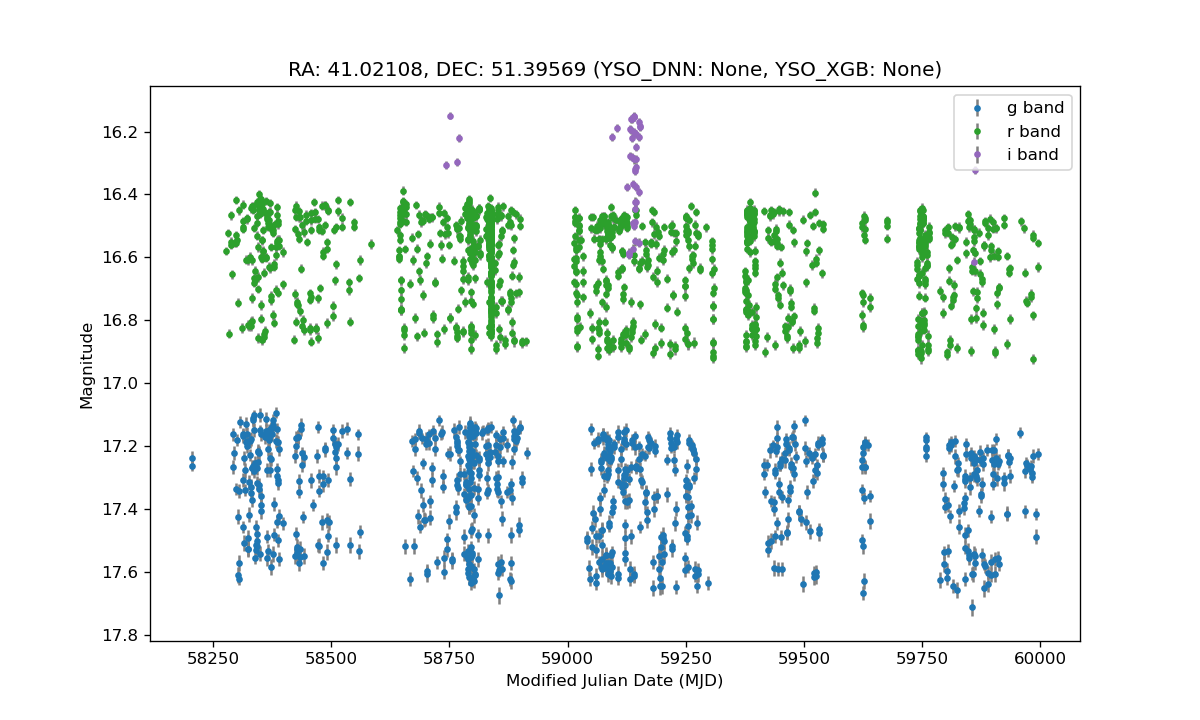 RA: 41.02108, DEC: 51.39569 (YSO_DNN: None, YSO_XGB: None)
g band
r band
i band
16.2
16.4
16.6
16.8
17.0
17.2
17.4
17.6
17.8
Magnitude
58250 58500 58750 59000 59250 59500 59750 60000
Modified Julian Date (MJD)